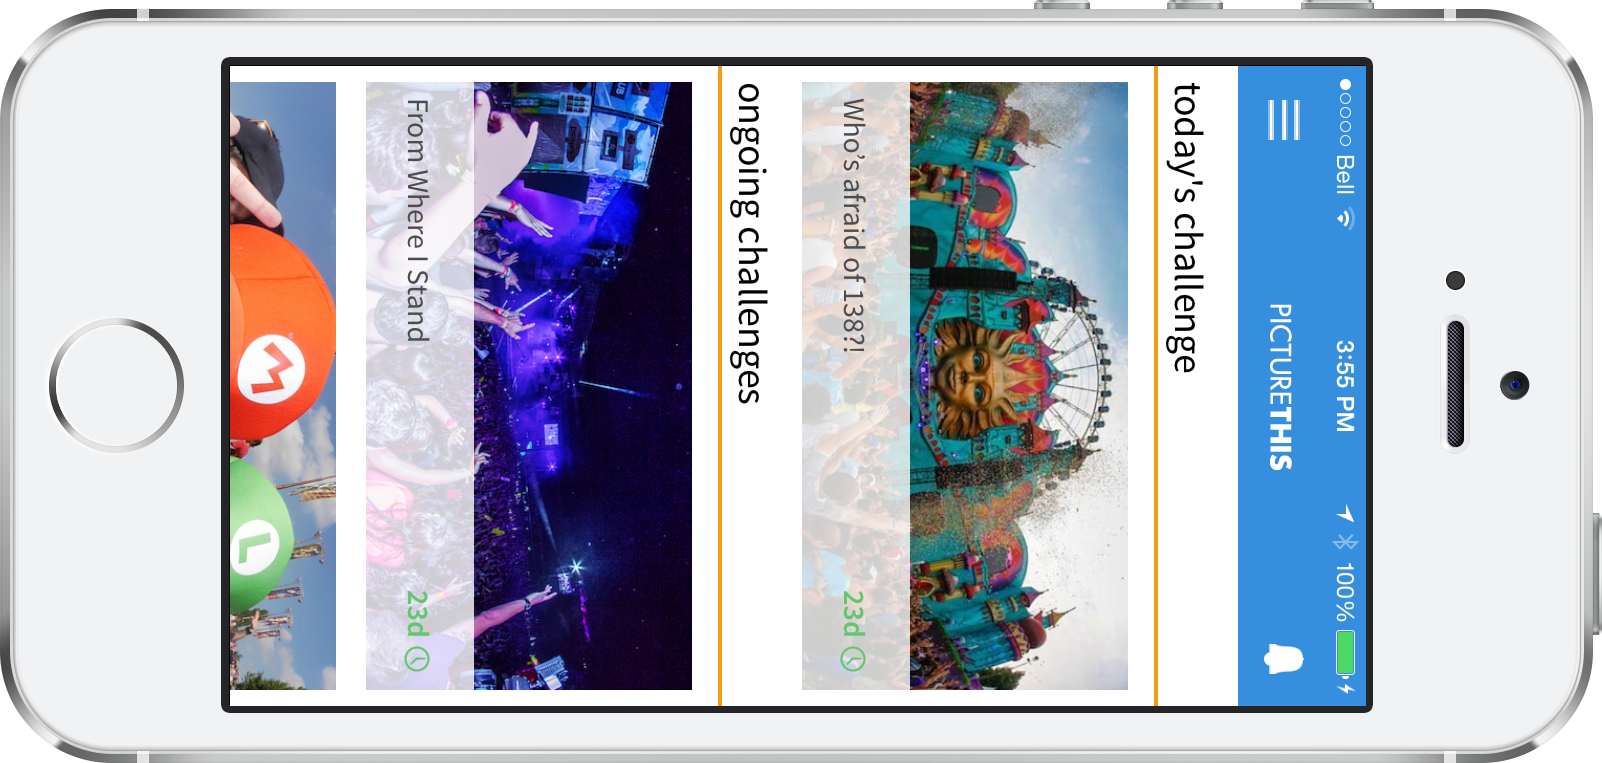 Bell 3:55 PM 100%
PICTURETHIS
today's challenge
Who's afraid of 138?!
23d
ongoing challenges
From Where I Stand
23d
M
L